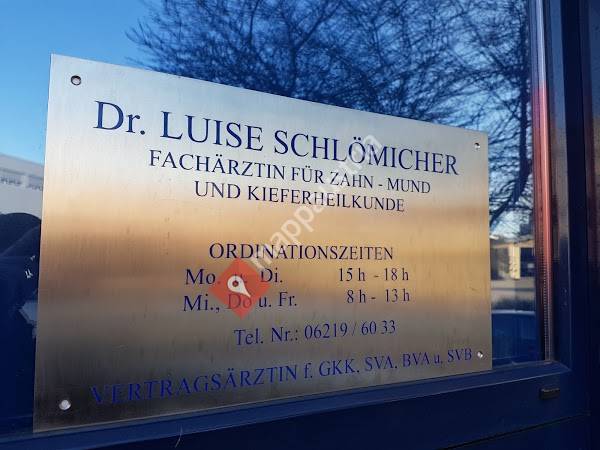 Dr. LUISE SCHLÖMICHER
FACHÄRZTIN FÜR ZAHN - MUND
UND KIEFERHEILKUNDE
ORDINATIONSZEITEN
Mo. Di. 15 h - 18 h
Mi., Do u. Fr. 8 h - 13 h
Tel. Nr.: 06219 / 60 33
VERTRAGSÄRZTIN f. GKK, SVA, BVA u. SVB